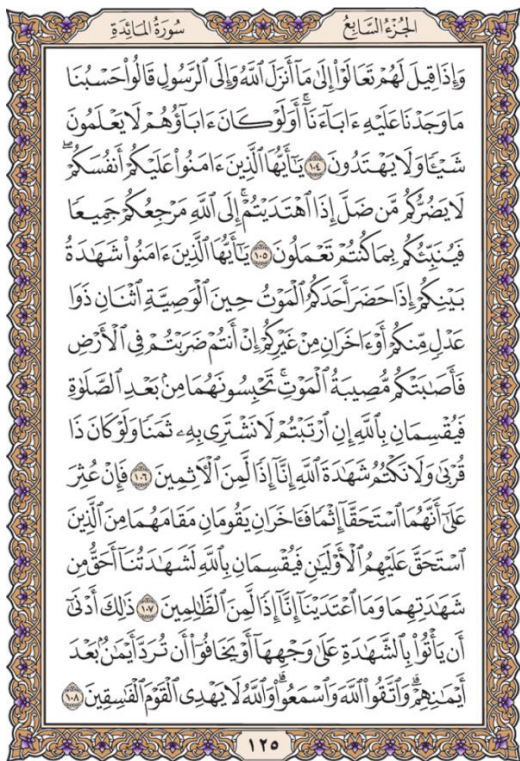 الجُزْءُ السَّابِعُ سُورَةُ المَائِدَةِ
وَإِذَا قِيلَ لَهُمْ تَعَالَوْا۟ إِلَىٰ مَآ أَنزَلَ ٱللَّهُ وَإِلَى ٱلرَّسُولِ قَالُوا۟ حَسْبُنَا
مَا وَجَدْنَا عَلَيْهِ ءَابَآءَنَآۚ أَوَلَوْ كَانَ ءَابَآؤُهُمْ لَا يَعْلَمُونَ
شَيْـًٔا وَلَا يَهْتَدُونَ ١٠٤ يَـٰٓأَيُّهَا ٱلَّذِينَ ءَامَنُوا۟ عَلَيْكُمْ أَنفُسَكُمْۖ
لَا يَضُرُّكُم مَّن ضَلَّ إِذَا ٱهْتَدَيْتُمْۚ إِلَى ٱللَّهِ مَرْجِعُكُمْ جَمِيعًا
فَيُنَبِّئُكُم بِمَا كُنتُمْ تَعْمَلُونَ ١٠٥ يَـٰٓأَيُّهَا ٱلَّذِينَ ءَامَنُوا۟ شَهَـٰدَةُ
بَيْنِكُمْ إِذَا حَضَرَ أَحَدَكُمُ ٱلْمَوْتُ حِينَ ٱلْوَصِيَّةِ ٱثْنَانِ ذَوَا
عَدْلٍ مِّنكُمْ أَوْ ءَاخَرَانِ مِنْ غَيْرِكُمْ إِنْ أَنتُمْ ضَرَبْتُمْ فِى ٱلْأَرْضِ
فَأَصَـٰبَتْكُم مُّصِيبَةُ ٱلْمَوْتِۚ تَحْبِسُونَهُمَا مِنۢ بَعْدِ ٱلصَّلَوٰةِ
فَيُقْسِمَانِ بِٱللَّهِ إِنِ ٱرْتَبْتُمْ لَا نَشْتَرِى بِهِۦ ثَمَنًا وَلَوْ كَانَ ذَا
قُرْبَىٰ وَلَا نَكْتُمُ شَهَـٰدَةَ ٱللَّهِ إِنَّآ إِذًا لَّمِنَ ٱلْـَٔاثِمِينَ ١٠٦ فَإِنْ عُثِرَ
عَلَىٰٓ أَنَّهُمَا ٱسْتَحَقَّآ إِثْمًا فَـَٔاخَرَانِ يَقُومَانِ مَقَامَهُمَا مِنَ ٱلَّذِينَ
ٱسْتَحَقَّ عَلَيْهِمُ ٱلْأَوْلَيَـٰنِ فَيُقْسِمَانِ بِٱللَّهِ لَشَهَـٰدَتُنَآ أَحَقُّ مِن
شَهَـٰدَتِهِمَا وَمَا ٱعْتَدَيْنَآ إِنَّآ إِذًا لَّمِنَ ٱلظَّـٰلِمِينَ ١٠٧ ذَٰلِكَ أَدْنَىٰٓ
أَن يَأْتُوا۟ بِٱلشَّهَـٰدَةِ عَلَىٰ وَجْهِهَآ أَوْ يَخَافُوٓا۟ أَن تُرَدَّ أَيْمَـٰنٌۢ بَعْدَ
أَيْمَـٰنِهِمْۗ وَٱتَّقُوا۟ ٱللَّهَ وَٱسْمَعُوا۟ۗ وَٱللَّهُ لَا يَهْدِى ٱلْقَوْمَ ٱلْفَـٰسِقِينَ ١٠٨
١٢٥